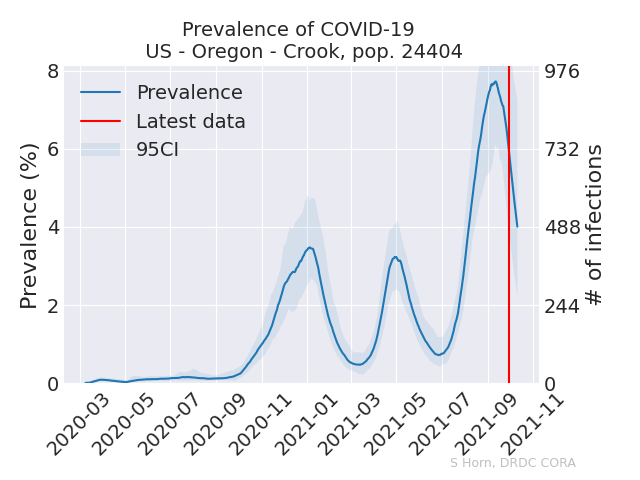 Prevalence of COVID-19
US - Oregon - Crook, pop. 24404
Prevalence (%)
8
6
4
2
0
Prevalence
Latest data
95CI
976
732
488
244
0
# of infections
2020-03
2020-05
2020-07
2020-09
2020-11
2021-01
2021-03
2021-05
2021-07
2021-09
2021-11
S Horn, DRDC CORA